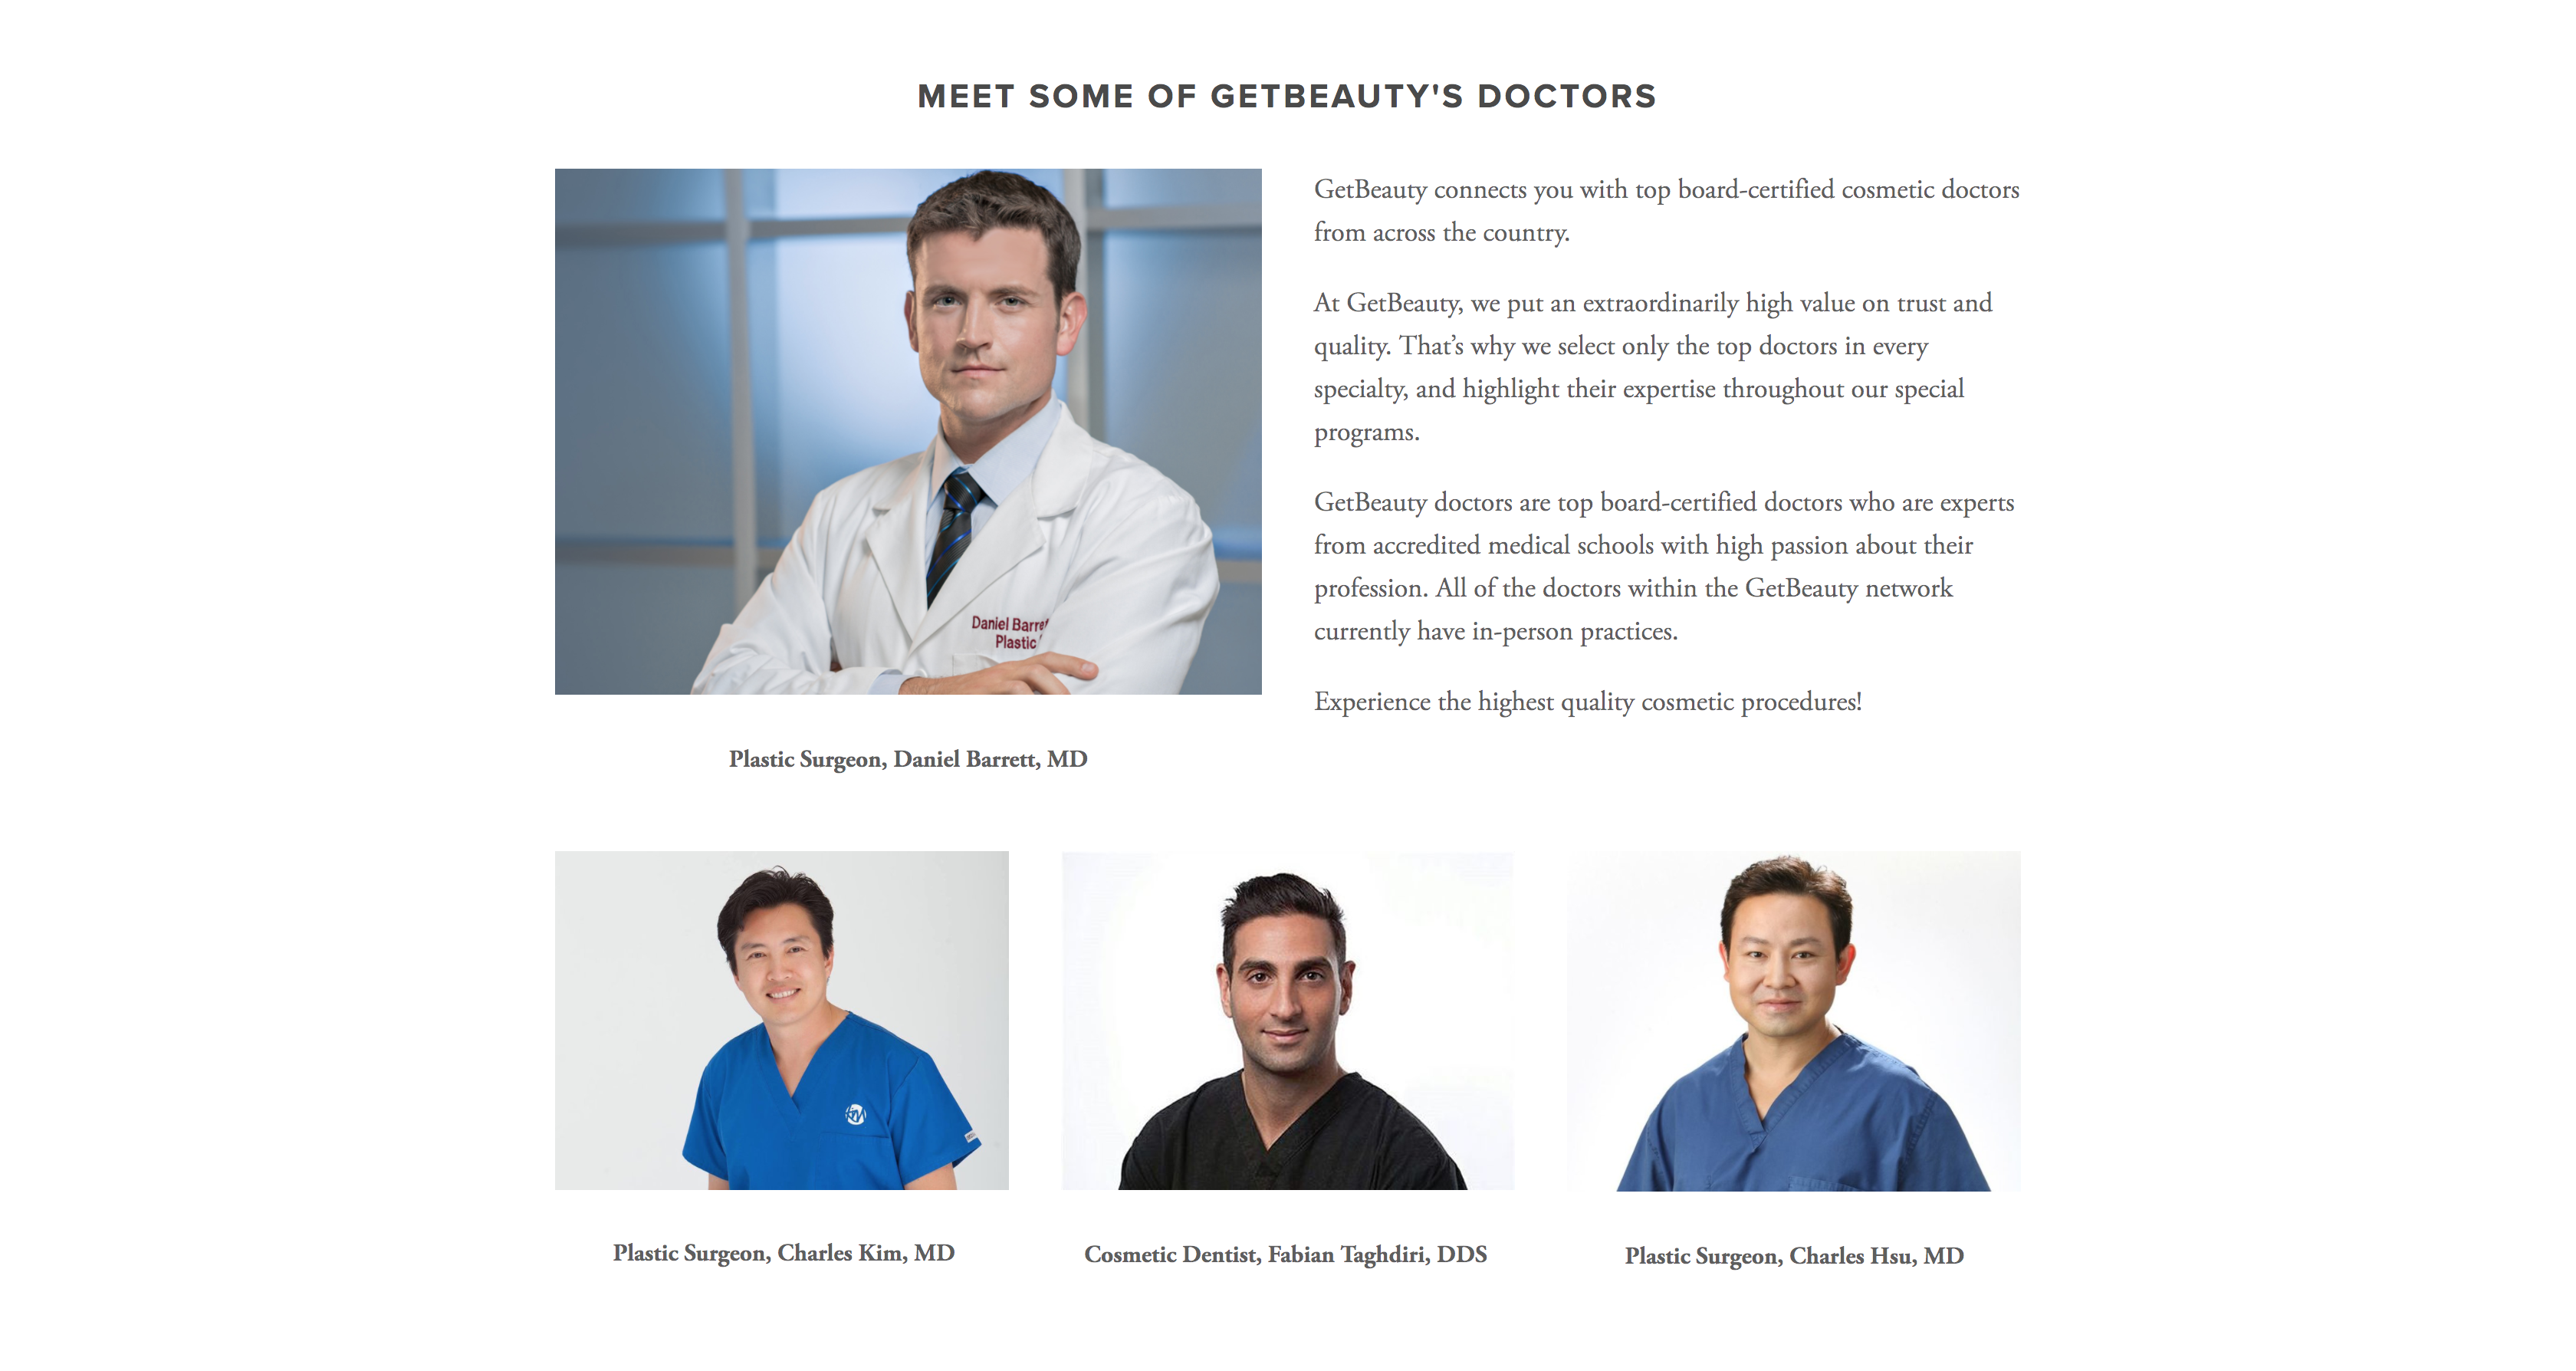 MEET SOME OF GETBEAUTY'S DOCTORS
GetBeauty connects you with top board-certified cosmetic doctors
from across the country.
At GetBeauty, we put an extraordinarily high value on trust and
quality. That’s why we select only the top doctors in every
specialty, and highlight their expertise throughout our special
programs.
GetBeauty doctors are top board-certified doctors who are experts
from accredited medical schools with high passion about their
profession. All of the doctors within the GetBeauty network
currently have in-person practices.
Experience the highest quality cosmetic procedures!
Daniel
Plastic
Plastic Surgeon, Daniel Barrett, MD
Plastic Surgeon, Charles Kim, MD
Cosmetic Dentist, Fabian Taghdiri, DDS
Plastic Surgeon, Charles Hsu, MD